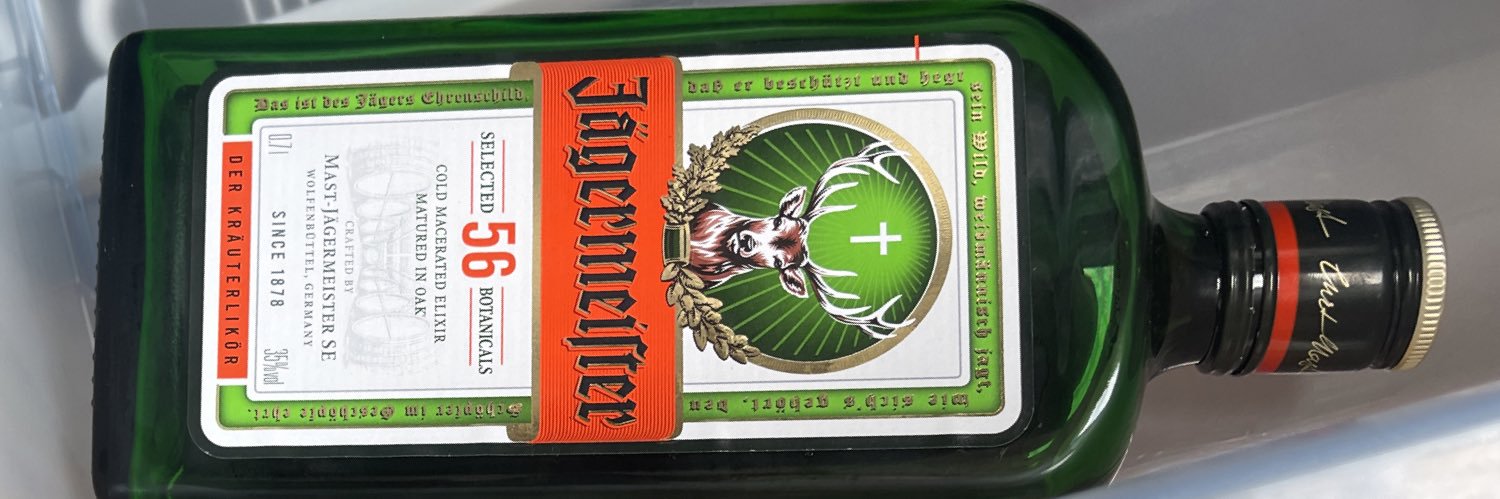 Das ist des Jägers Ehrenschild,
daß er beschützt und hegt
sein Wild, weidmännisch jagt,
wie sich's gehört, den
Schöpfer im Geschöpfe ehrt.
Jägermeister
SELECTED 56 BOTANICALS
COLD MACERATED ELIXIR
MATURED IN OAK
CRAFTED BY
MAST-JÄGERMEISTER SE
WOLFENBÜTTEL, GERMANY
0,7l SINCE 1878 35%vol
DER KRÄUTERLIKÖR